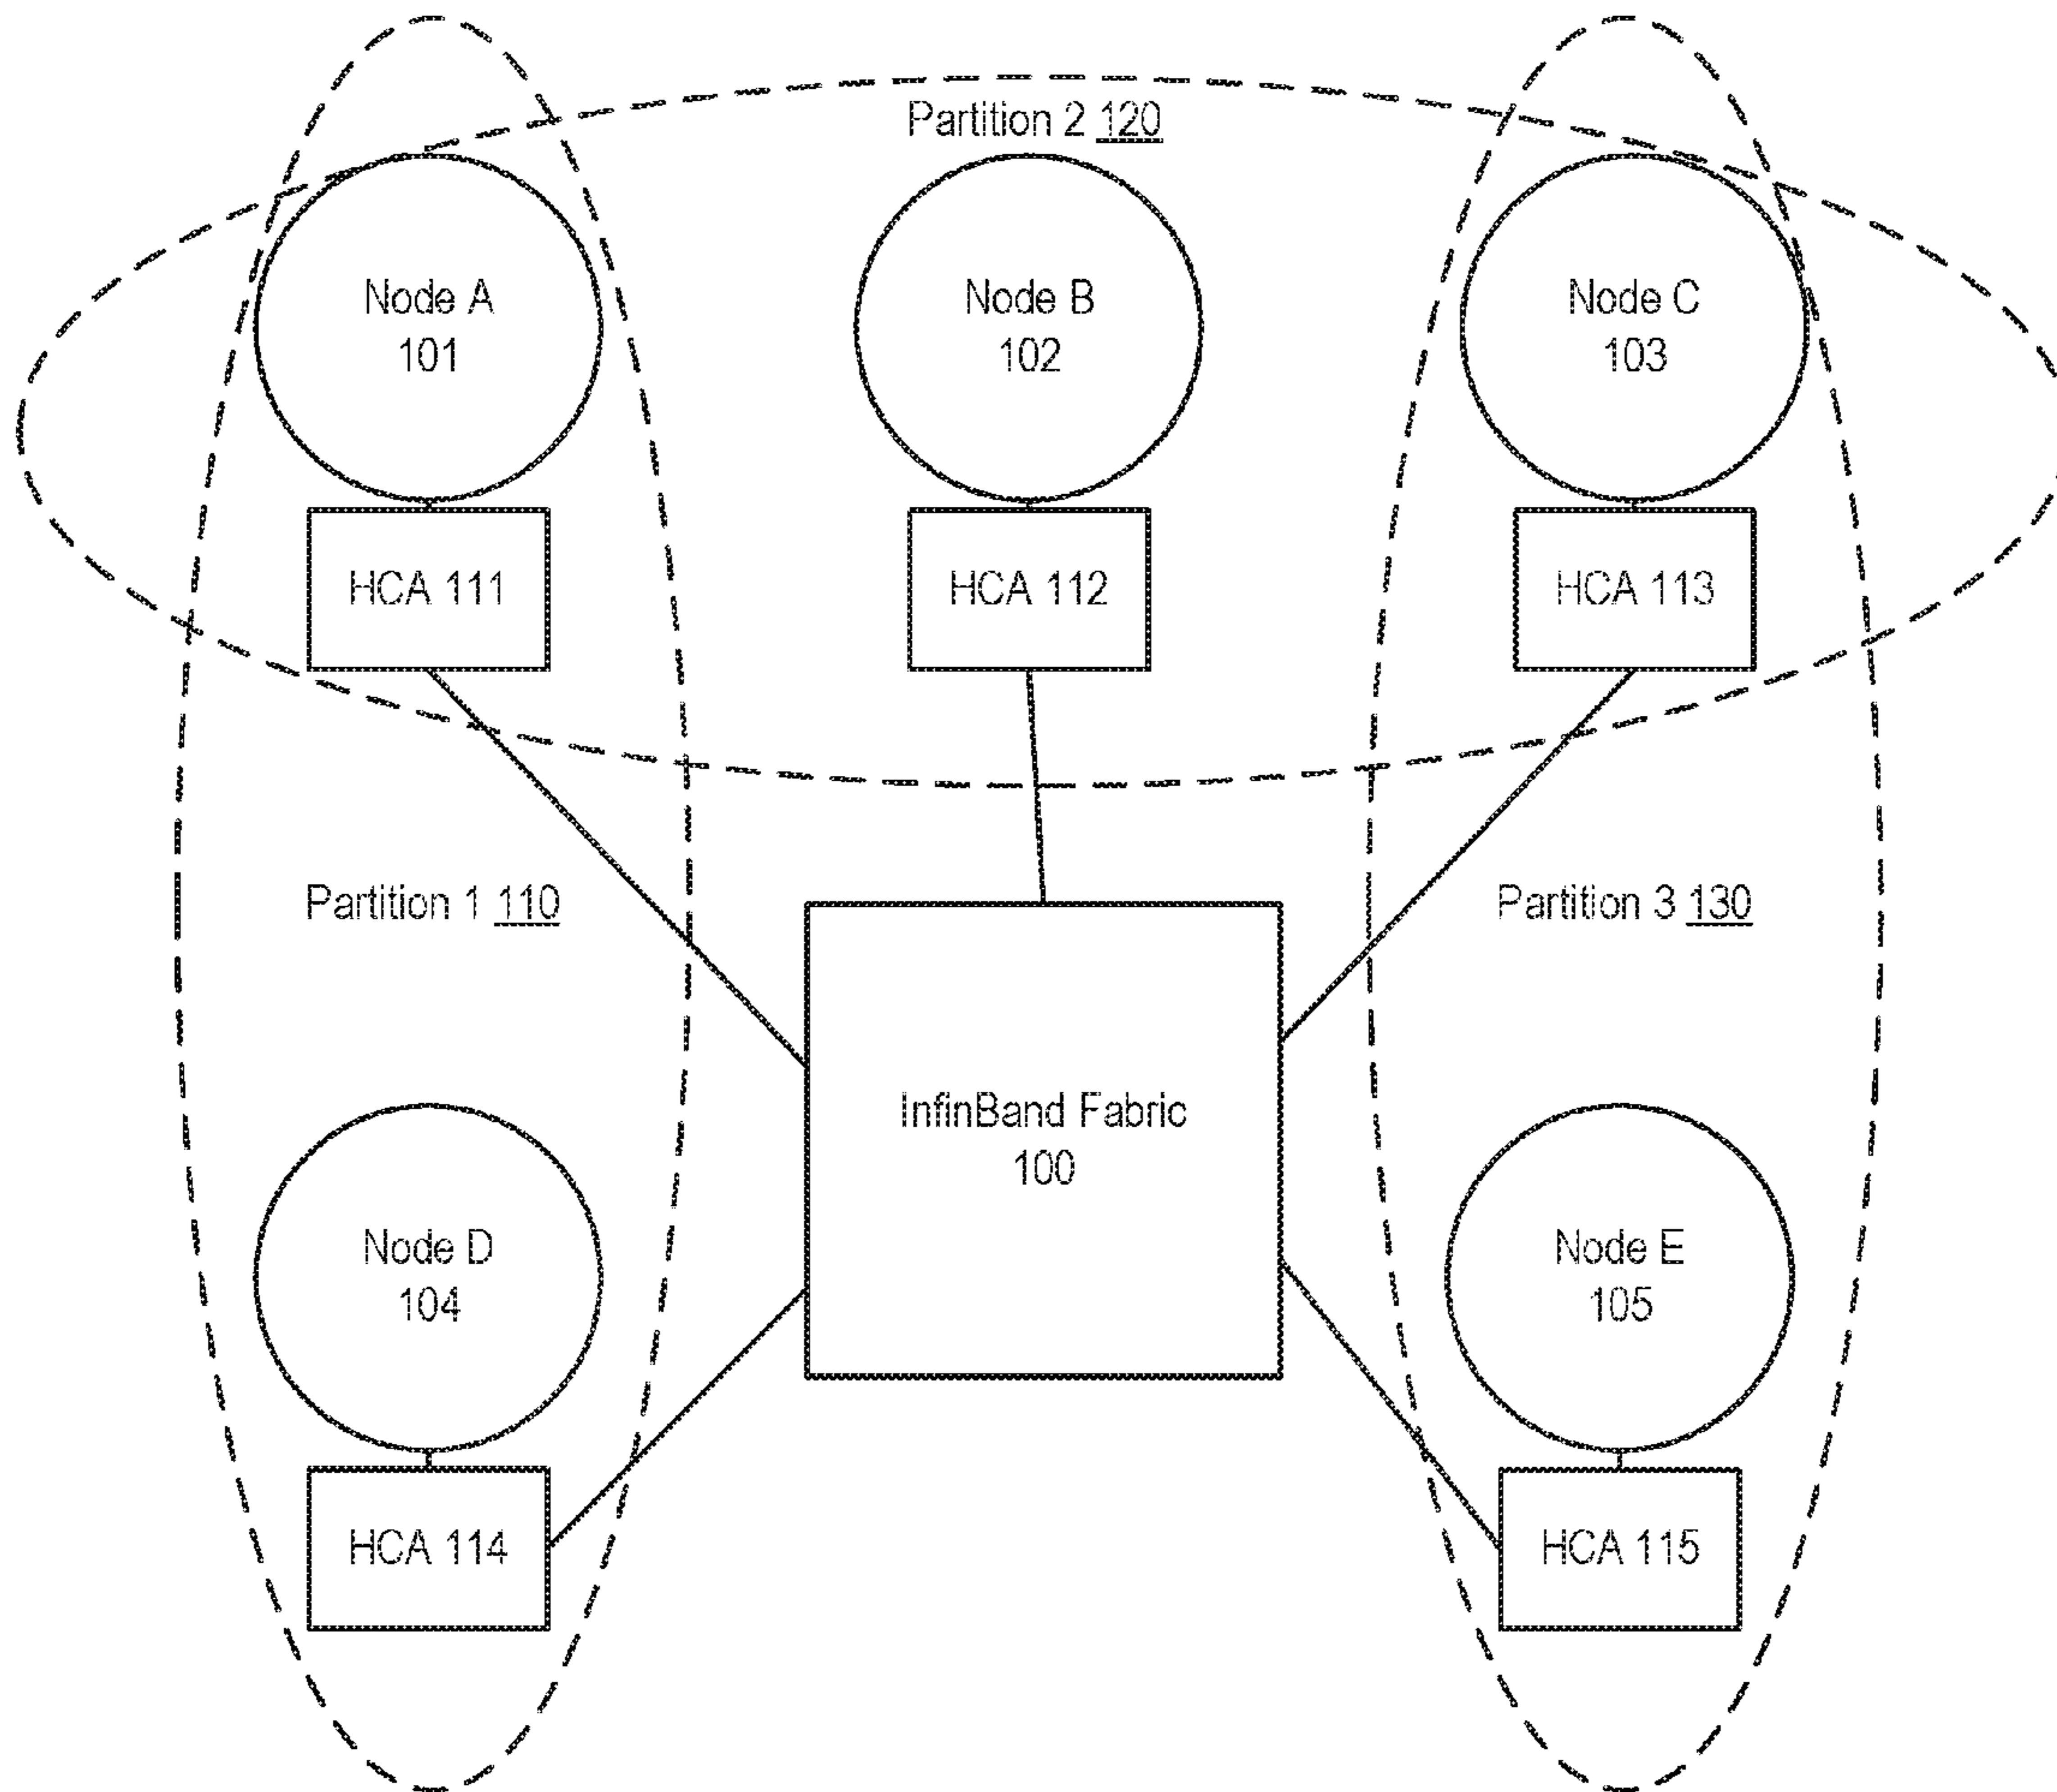 Partition 2 120
Node A
101
Node B
102
Node C
103
HCA 111
HCA 112
HCA 113
Partition 1 110
Partition 3 130
InfinBand Fabric
100
Node D
104
Node E
105
HCA 114
HCA 115